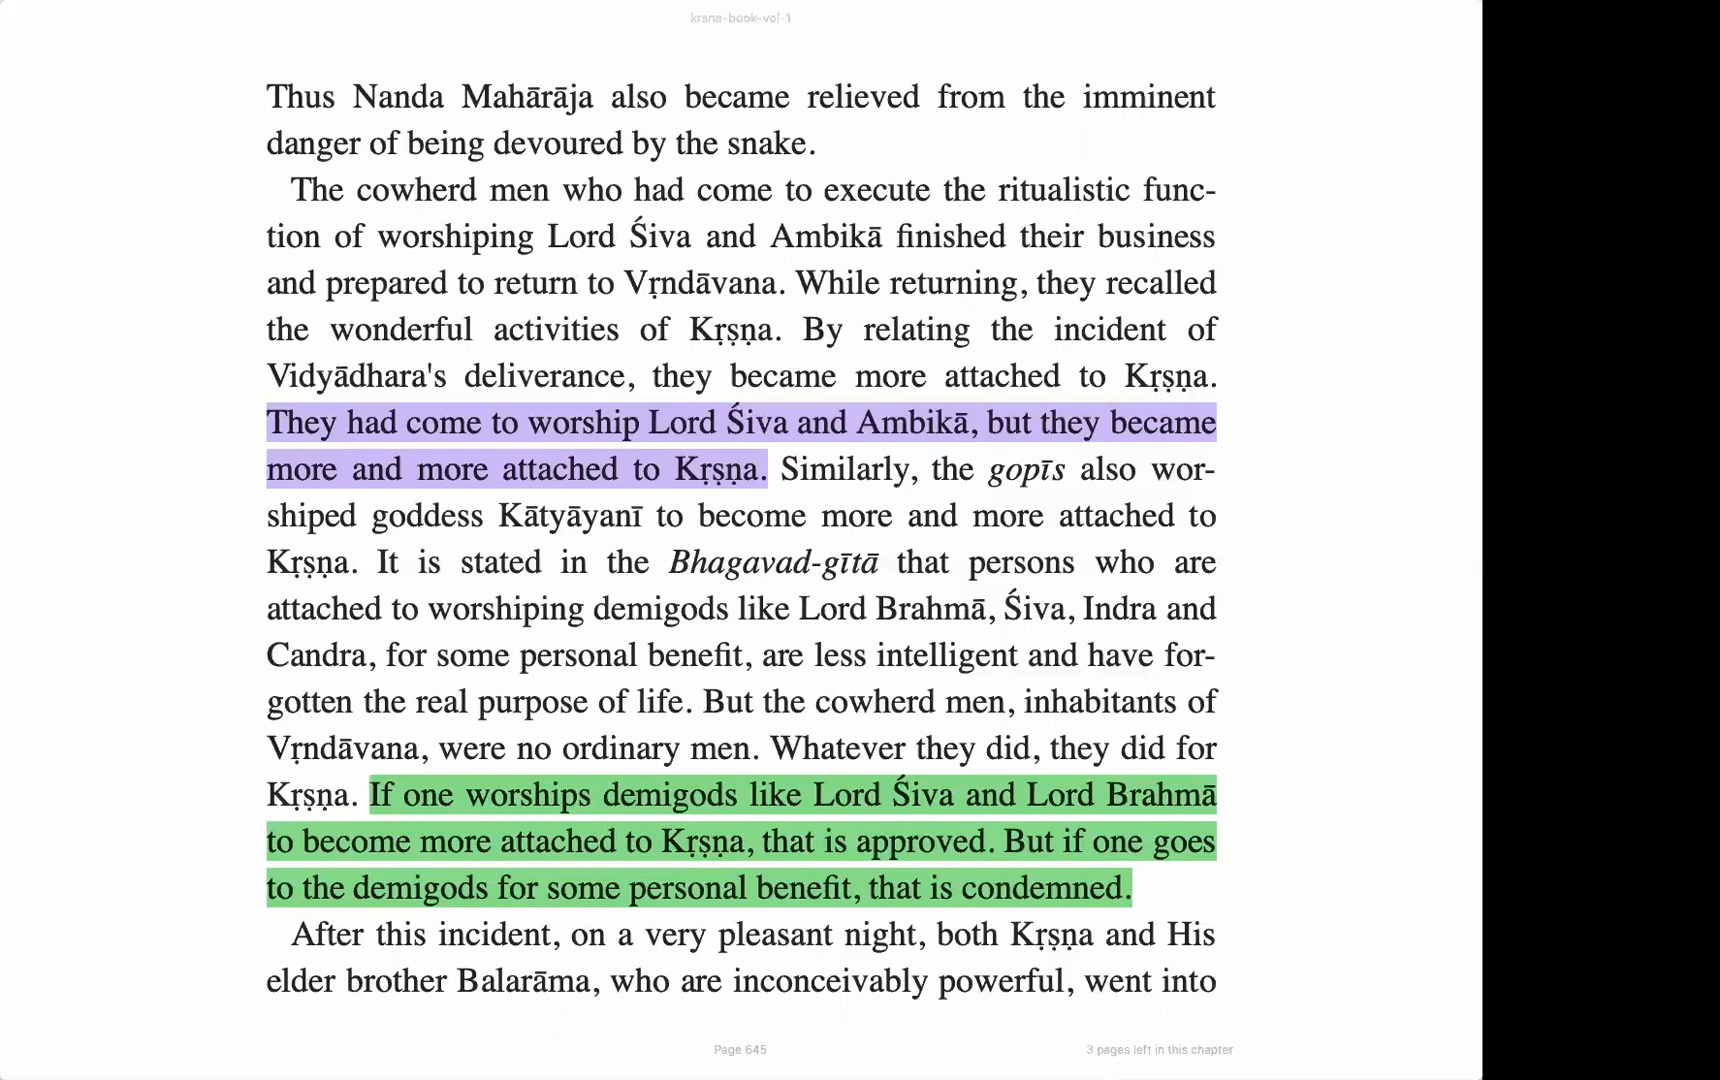 krsna-book-vol-1
Thus Nanda Mahārāja also became relieved from the imminent
danger of being devoured by the snake.
The cowherd men who had come to execute the ritualistic func-
tion of worshiping Lord Śiva and Ambikā finished their business
and prepared to return to Vṛndāvana. While returning, they recalled
the wonderful activities of Kṛṣṇa. By relating the incident of
Vidyādhara's deliverance, they became more attached to Kṛṣṇa.
They had come to worship Lord Śiva and Ambikā, but they became
more and more attached to Kṛṣṇa. Similarly, the gopīs also wor-
shiped goddess Kātyāyanī to become more and more attached to
Kṛṣṇa. It is stated in the Bhagavad-gītā that persons who are
attached to worshiping demigods like Lord Brahmā, Śiva, Indra and
Candra, for some personal benefit, are less intelligent and have for-
gotten the real purpose of life. But the cowherd men, inhabitants of
Vṛndāvana, were no ordinary men. Whatever they did, they did for
Kṛṣṇa. If one worships demigods like Lord Śiva and Lord Brahmā
to become more attached to Kṛṣṇa, that is approved. But if one goes
to the demigods for some personal benefit, that is condemned.
After this incident, on a very pleasant night, both Kṛṣṇa and His
elder brother Balarāma, who are inconceivably powerful, went into
Page 645
3 pages left in this chapter